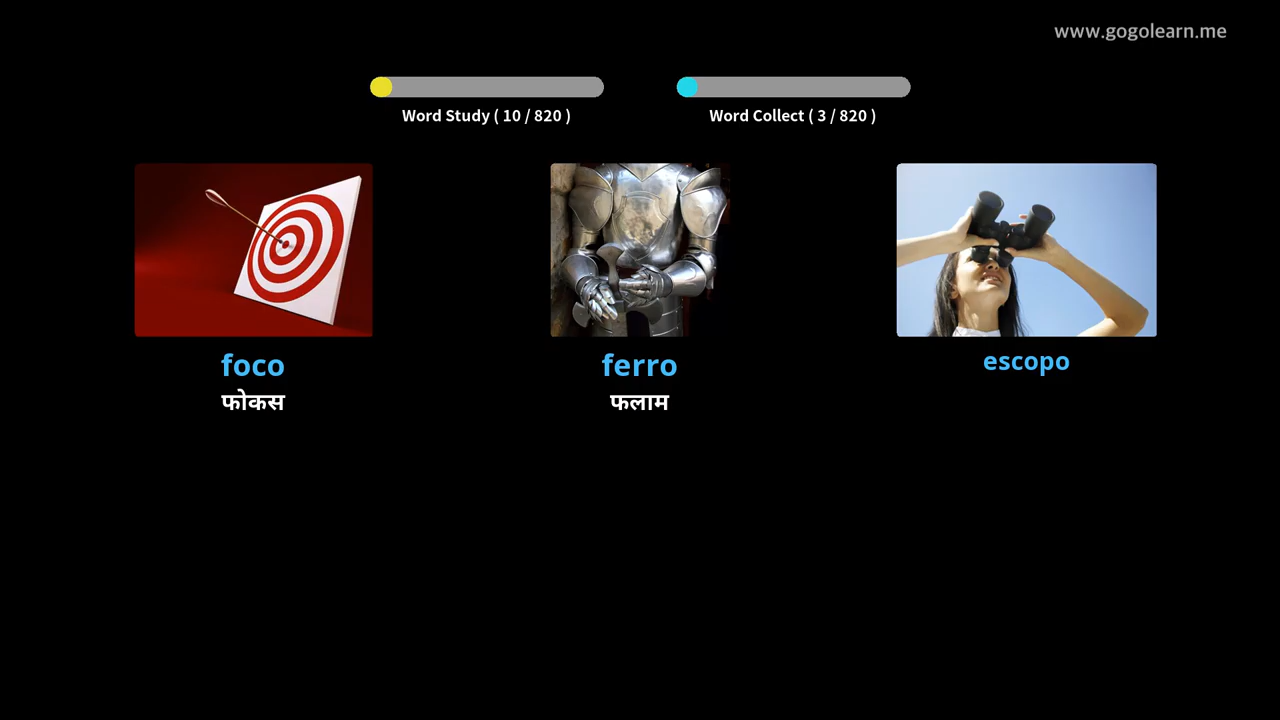 www.gogolearn.me
Word Study ( 10 / 820 )
Word Collect ( 3 / 820 )
foco
फोकस
ferro
फलाम
escopo